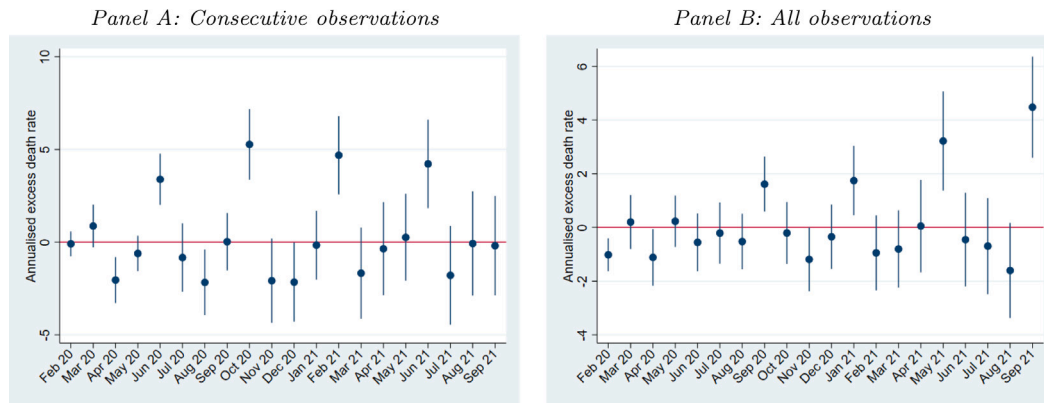 Panel A: Consecutive observations
Annualised excess death rate
10
5
0
-5
Feb 20 Mar 20 Apr 20 May 20 Jun 20 Jul 20 Aug 20 Sep 20 Oct 20 Nov 20 Dec 20 Jan 21 Feb 21 Mar 21 Apr 21 May 21 Jun 21 Jul 21 Aug 21 Sep 21
Panel B: All observations
Annualised excess death rate
6
4
2
0
-2
-4
Feb 20 Mar 20 Apr 20 May 20 Jun 20 Jul 20 Aug 20 Sep 20 Oct 20 Nov 20 Dec 20 Jan 21 Feb 21 Mar 21 Apr 21 May 21 Jun 21 Jul 21 Aug 21 Sep 21